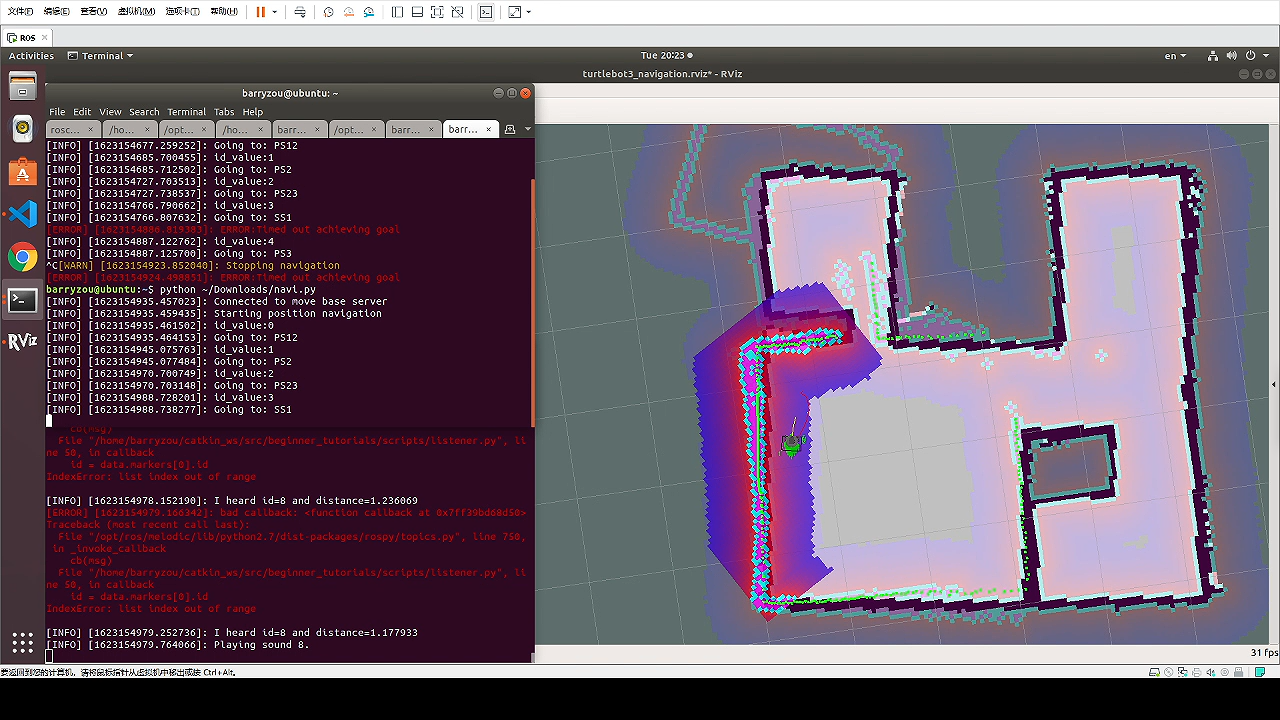 文件(F) 编辑(E) 查看(V) 虚拟机(M) 选项卡(T) 帮助(H)
ROS
Activities Terminal Tue 20:23 en
turtlebot3_navigation.rviz* - RViz
barryzou@ubuntu: ~
File Edit View Search Terminal Tabs Help
rosc... /ho... /opt... /ho... barr... /opt... barr... barr...
[INFO] [1623154677.259252]: Going to: PS12
[INFO] [1623154685.700455]: id_value:1
[INFO] [1623154685.712502]: Going to: PS2
[INFO] [1623154727.703513]: id_value:2
[INFO] [1623154727.730537]: Going to: PS23
[INFO] [1623154766.790662]: id_value:3
[INFO] [1623154766.807632]: Going to: SS1
[ERROR] [1623154806.819383]: ERROR:Timed out achieving goal
[INFO] [1623154887.122762]: id_value:4
[INFO] [1623154887.125700]: Going to: PS3
^C[WARN] [1623154923.852040]: Stopping navigation
[ERROR] [1623154924.498851]: ERROR:Timed out achieving goal
barryzou@ubuntu:~$ python ~/Downloads/navi.py
[INFO] [1623154935.457023]: Connected to move base server
[INFO] [1623154935.459435]: Starting position navigation
[INFO] [1623154935.461502]: id_value:0
[INFO] [1623154935.464153]: Going to: PS12
[INFO] [1623154945.075763]: id_value:1
[INFO] [1623154945.077484]: Going to: PS2
[INFO] [1623154970.700749]: id_value:2
[INFO] [1623154970.703148]: Going to: PS23
[INFO] [1623154988.728201]: id_value:3
[INFO] [1623154988.738277]: Going to: SS1
cb(msg)
File "/home/barryzou/catkin_ws/src/beginner_tutorials/scripts/listener.py", li
ne 50, in callback
id = data.markers[0].id
IndexError: list index out of range
[INFO] [1623154978.152190]: I heard id=8 and distance=1.236069
[ERROR] [1623154979.166342]: bad callback: <function callback at 0x7ff39bd68d50>
Traceback (most recent call last):
File "/opt/ros/melodic/lib/python2.7/dist-packages/rospy/topics.py", line 750,
in _invoke_callback
cb(msg)
File "/home/barryzou/catkin_ws/src/beginner_tutorials/scripts/listener.py", li
ne 50, in callback
id = data.markers[0].id
IndexError: list index out of range
[INFO] [1623154979.252736]: I heard id=8 and distance=1.177933
[INFO] [1623154979.764066]: Playing sound 8.
RViz
31 fps
要返回到您的计算机，请将鼠标指针从虚拟机中移出或按 Ctrl+Alt。